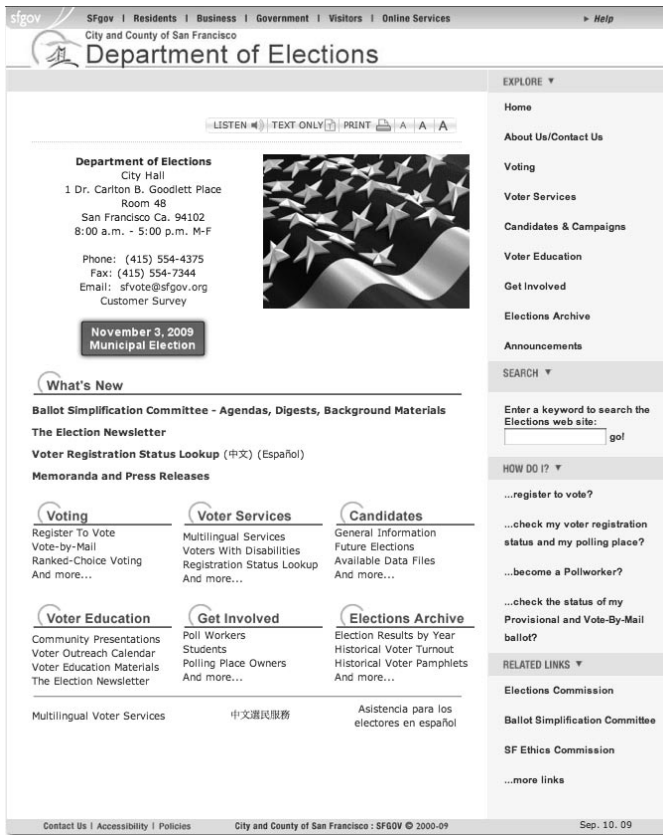 sfgov
SFgov | Residents | Business | Government | Visitors | Online Services
► Help
City and County of San Francisco
Department of Elections
LISTEN TEXT ONLY PRINT A A A
Department of Elections
City Hall
1 Dr. Carlton B. Goodlett Place
Room 48
San Francisco Ca. 94102
8:00 a.m. - 5:00 p.m. M-F
Phone: (415) 554-4375
Fax: (415) 554-7344
Email: sfvote@sfgov.org
Customer Survey
November 3, 2009
Municipal Election
What's New
Ballot Simplification Committee - Agendas, Digests, Background Materials
The Election Newsletter
Voter Registration Status Lookup (中文) (Español)
Memoranda and Press Releases
Voting
Register To Vote
Vote-by-Mail
Ranked-Choice Voting
And more...
Voter Services
Multilingual Services
Voters With Disabilities
Registration Status Lookup
And more...
Candidates
General Information
Future Elections
Available Data Files
And more...
Voter Education
Community Presentations
Voter Outreach Calendar
Voter Education Materials
The Election Newsletter
Get Involved
Poll Workers
Students
Polling Place Owners
And more...
Elections Archive
Election Results by Year
Historical Voter Turnout
Historical Voter Pamphlets
And more...
Multilingual Voter Services
中文選民服務
Asistencia para los
electores en español
EXPLORE ▼
Home
About Us/Contact Us
Voting
Voter Services
Candidates & Campaigns
Voter Education
Get Involved
Elections Archive
Announcements
SEARCH ▼
Enter a keyword to search the
Elections web site:
go!
HOW DO I? ▼
...register to vote?
...check my voter registration
status and my polling place?
...become a Pollworker?
...check the status of my
Provisional and Vote-By-Mail
ballot?
RELATED LINKS ▼
Elections Commission
Ballot Simplification Committee
SF Ethics Commission
...more links
Contact Us | Accessibility | Policies
City and County of San Francisco : SFGOV © 2000-09
Sep. 10. 09